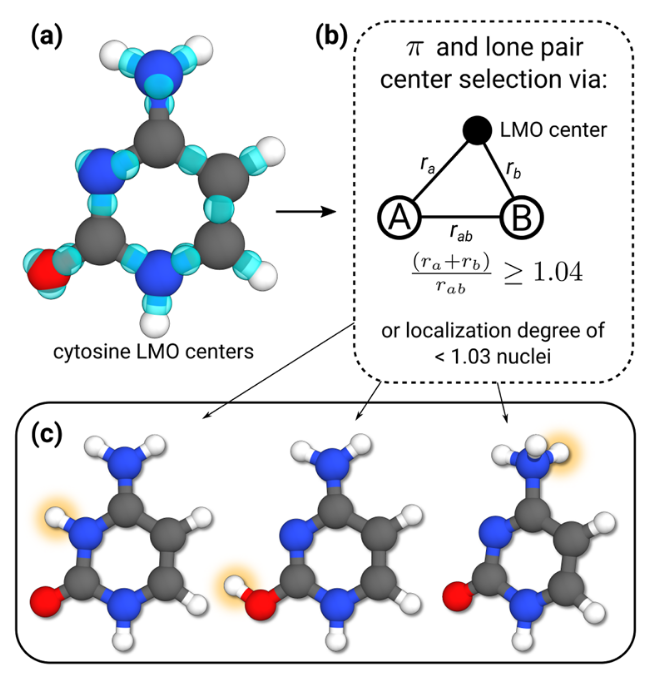 (a)
cytosine LMO centers
(b)
π and lone pair
center selection via:
LMO center
r_a
r_b
A
B
r_ab
(r_a+r_b)/r_ab ≥ 1.04
or localization degree of
< 1.03 nuclei
(c)